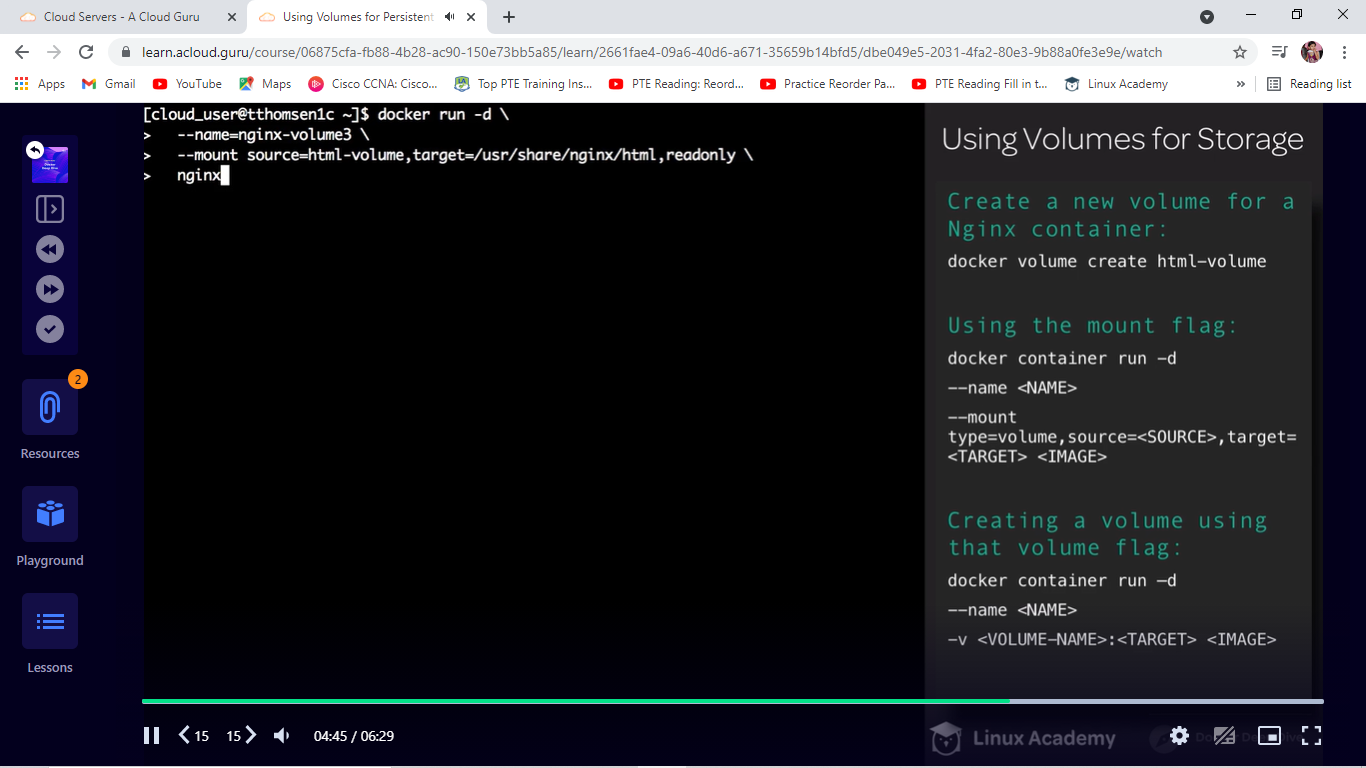 Cloud Servers - A Cloud Guru
Using Volumes for Persistent
learn.acloud.guru/course/06875cfa-fb88-4b28-ac90-150e73bb5a85/learn/2661fae4-09a6-40d6-a671-35659b14bfd5/dbe049e5-2031-4fa2-80e3-9b88a0fe3e9e/watch
Apps
Gmail
YouTube
Maps
Cisco CCNA: Cisco...
Top PTE Training Ins...
PTE Reading: Reord...
Practice Reorder Pa...
PTE Reading Fill in t...
Linux Academy
»
Reading list
[cloud_user@tthomsen1c ~]$ docker run -d \
> --name=nginx-volume3 \
> --mount source=html-volume,target=/usr/share/nginx/html,readonly \
> nginx
2
Resources
Playground
Lessons
Using Volumes for Storage
Create a new volume for a
Nginx container:
docker volume create html-volume
Using the mount flag:
docker container run -d
--name <NAME>
--mount
type=volume,source=<SOURCE>,target=
<TARGET> <IMAGE>
Creating a volume using
that volume flag:
docker container run -d
--name <NAME>
-v <VOLUME-NAME>:<TARGET> <IMAGE>
15
15
04:45 / 06:29
Linux Academy